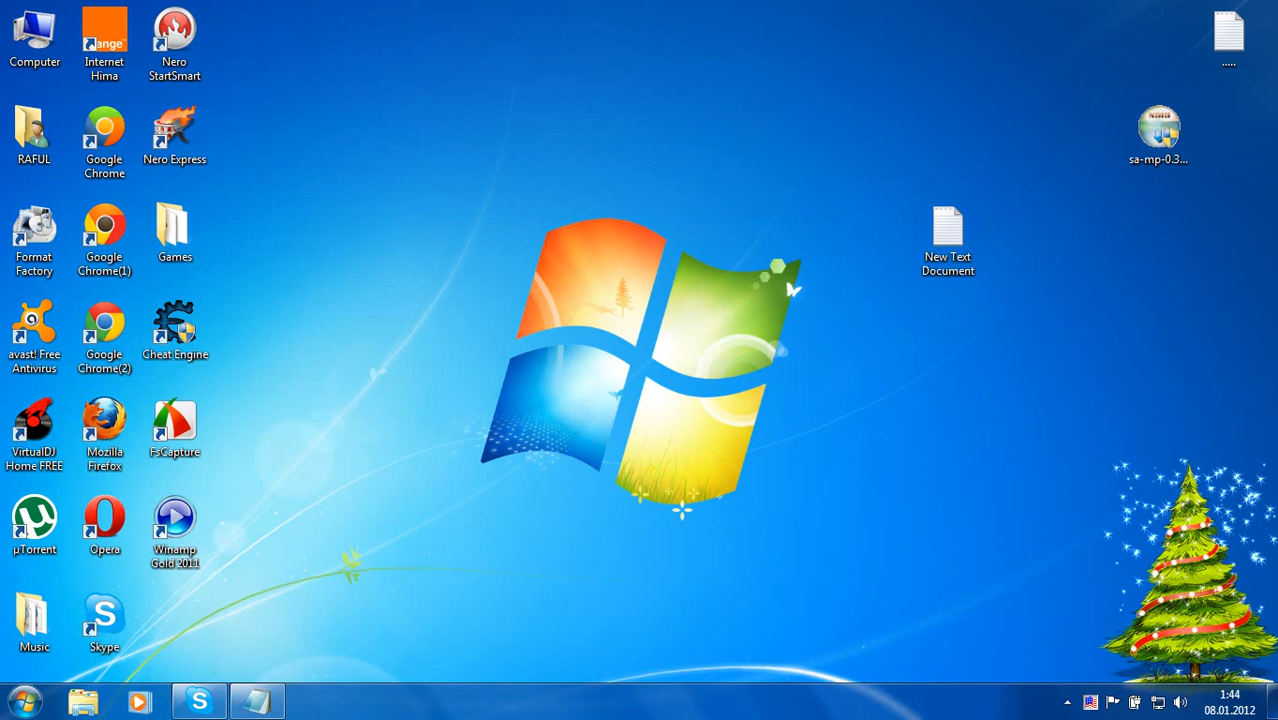 Computer
ange™
Internet
Hima
Nero
StartSmart
.....
RAFUL
Google
Chrome
Nero Express
sa-mp-0.3...
Format
Factory
Google
Chrome(1)
Games
New Text
Document
avast! Free
Antivirus
Google
Chrome(2)
Cheat Engine
VirtualDJ
Home FREE
Mozilla
Firefox
FsCapture
µTorrent
Opera
Winamp
Gold 2011
Music
Skype
1:44
08.01.2012